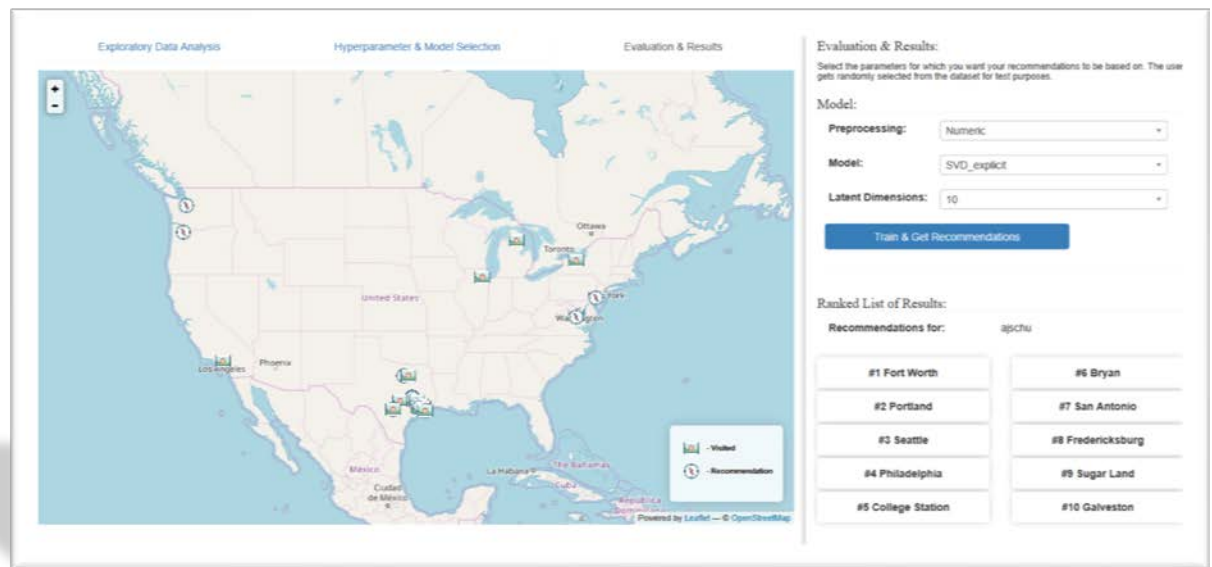 Exploratory Data Analysis
Hyperparameter & Model Selection
Evaluation & Results
+
-
Ottawa
Toronto
United States
Los Angeles
Phoenix
México
Ciudad
de México
La Habana
Cuba
The Bahamas
República
- Visited
- Recommendation
Powered by Leaflet — © OpenStreetMap
Evaluation & Results:
Select the parameters for which you want your recommendations to be based on. The user
gets randomly selected from the dataset for test purposes.
Model:
Preprocessing: Numeric
Model: SVD_explicit
Latent Dimensions: 10
Train & Get Recommendations
Ranked List of Results:
Recommendations for: ajschu
#1 Fort Worth
#6 Bryan
#2 Portland
#7 San Antonio
#3 Seattle
#8 Fredericksburg
#4 Philadelphia
#9 Sugar Land
#5 College Station
#10 Galveston